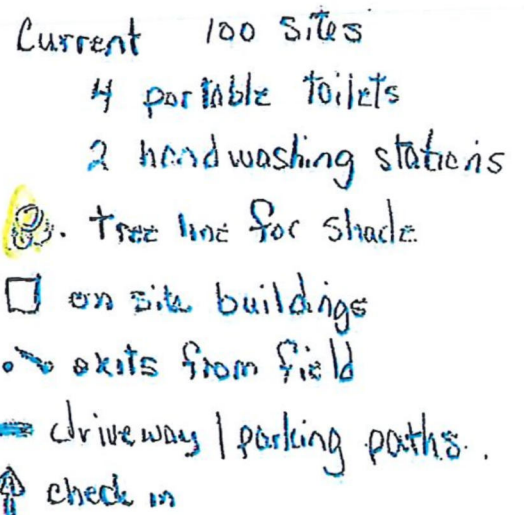 Current 100 Sites
4 portable toilets
2 handwashing stations
. tree line for shade
on site buildings
exits from field
driveway / parking paths.
check in